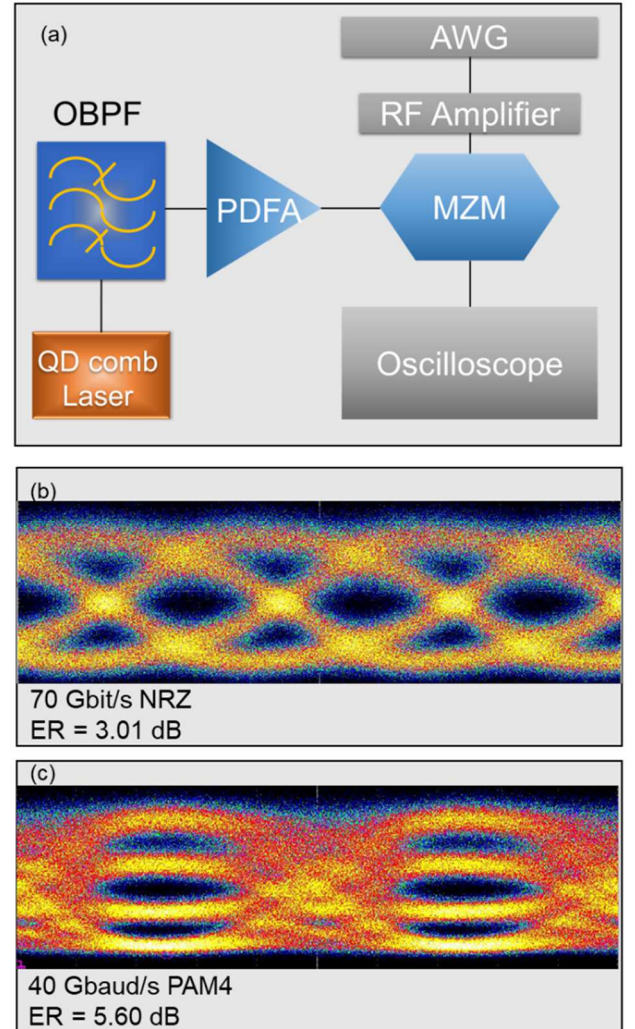 (a)
AWG
RF Amplifier
OBPF
PDFA
MZM
QD comb
Laser
Oscilloscope
(b)
70 Gbit/s NRZ
ER = 3.01 dB
(c)
40 Gbaud/s PAM4
ER = 5.60 dB